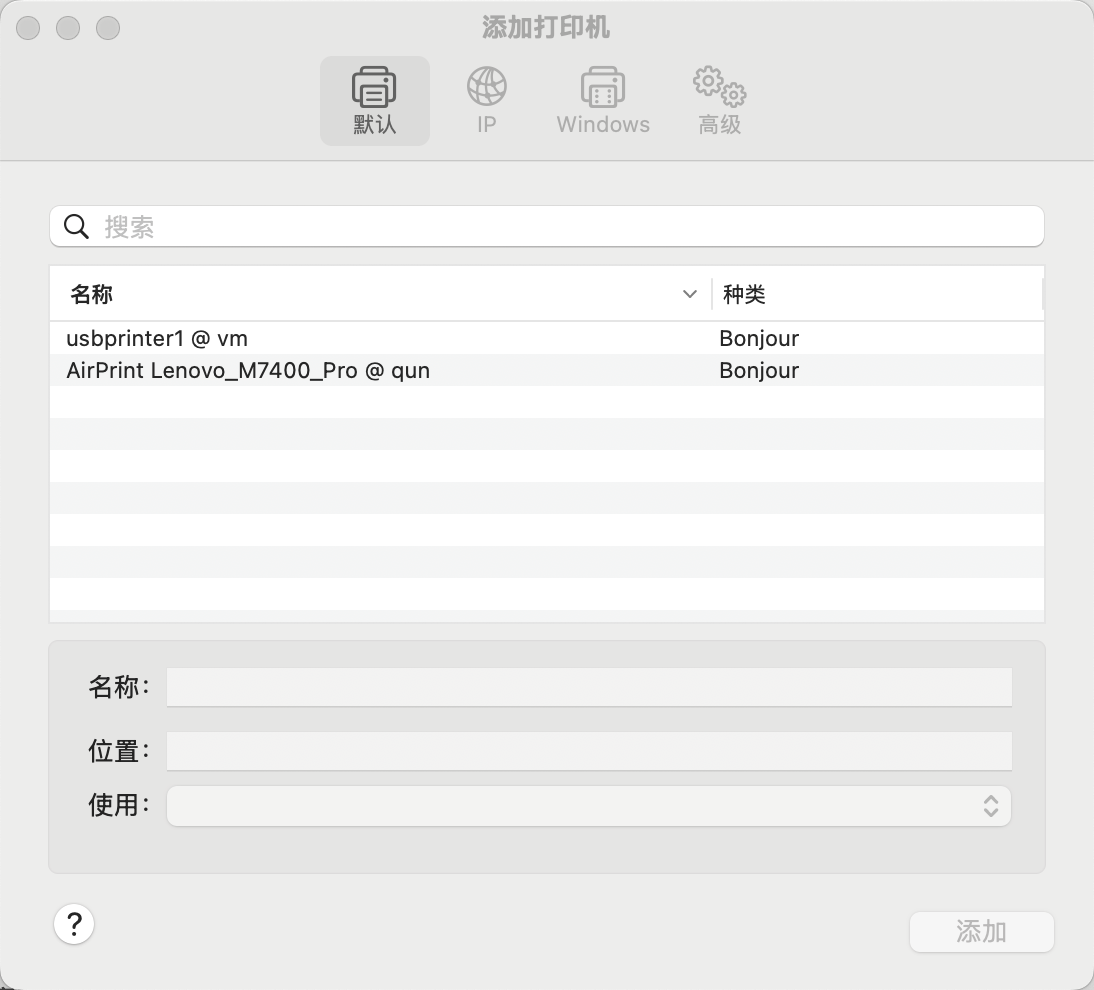 添加打印机
默认
IP
Windows
高级
搜索
名称
种类
usbprinter1 @ vm
Bonjour
AirPrint Lenovo_M7400_Pro @ qun
Bonjour
名称：
位置：
使用：
?
添加